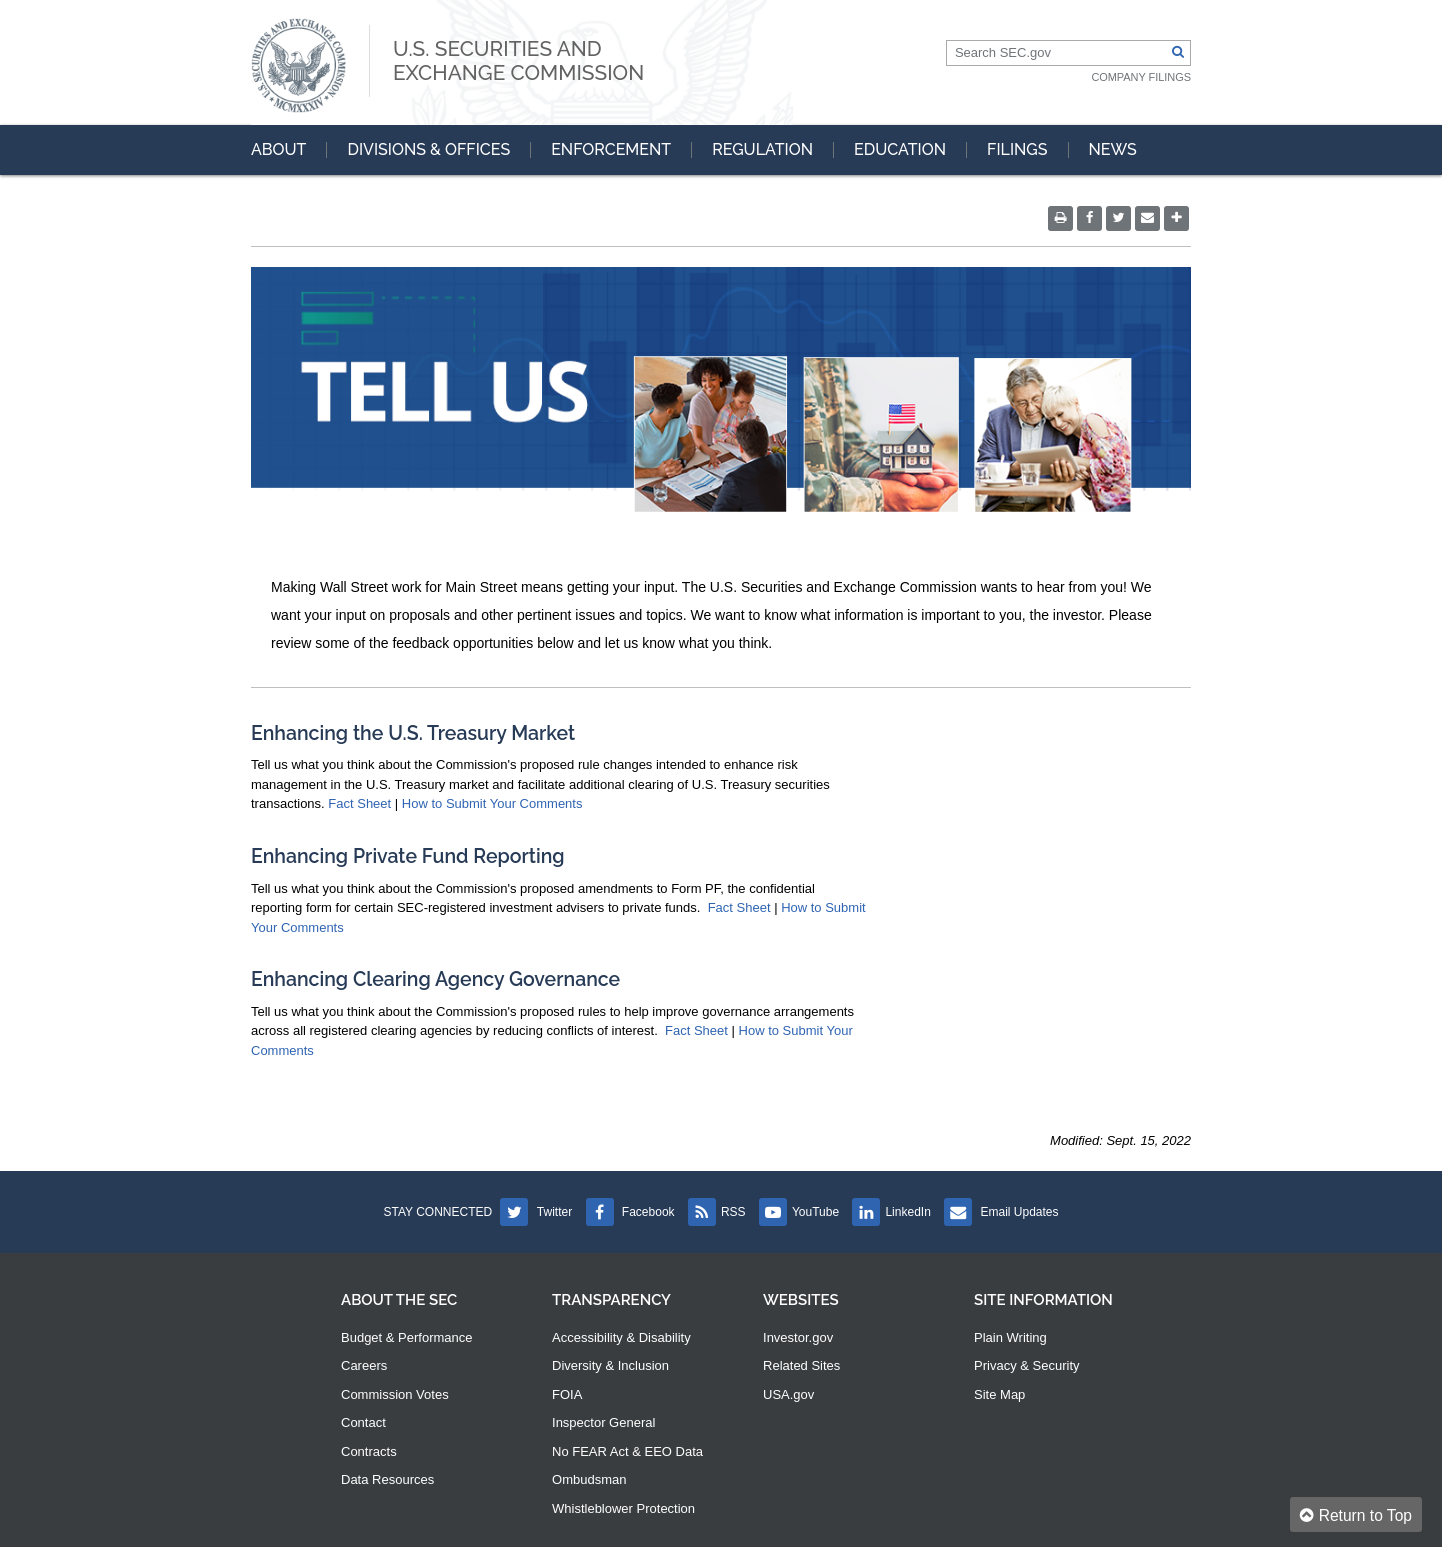 SECURITIES AND EXCHANGE COMMISSION
MCMXXXIV
U.S. SECURITIES AND
EXCHANGE COMMISSION
Search SEC.gov
COMPANY FILINGS
ABOUT
DIVISIONS & OFFICES
ENFORCEMENT
REGULATION
EDUCATION
FILINGS
NEWS
TELL US
Making Wall Street work for Main Street means getting your input. The U.S. Securities and Exchange Commission wants to hear from you! We
want your input on proposals and other pertinent issues and topics. We want to know what information is important to you, the investor. Please
review some of the feedback opportunities below and let us know what you think.
Enhancing the U.S. Treasury Market
Tell us what you think about the Commission's proposed rule changes intended to enhance risk
management in the U.S. Treasury market and facilitate additional clearing of U.S. Treasury securities
transactions. Fact Sheet | How to Submit Your Comments
Enhancing Private Fund Reporting
Tell us what you think about the Commission's proposed amendments to Form PF, the confidential
reporting form for certain SEC-registered investment advisers to private funds. Fact Sheet | How to Submit
Your Comments
Enhancing Clearing Agency Governance
Tell us what you think about the Commission's proposed rules to help improve governance arrangements
across all registered clearing agencies by reducing conflicts of interest. Fact Sheet | How to Submit Your
Comments
Modified: Sept. 15, 2022
STAY CONNECTED Twitter Facebook RSS YouTube LinkedIn Email Updates
ABOUT THE SEC
Budget & Performance
Careers
Commission Votes
Contact
Contracts
Data Resources
TRANSPARENCY
Accessibility & Disability
Diversity & Inclusion
FOIA
Inspector General
No FEAR Act & EEO Data
Ombudsman
Whistleblower Protection
WEBSITES
Investor.gov
Related Sites
USA.gov
SITE INFORMATION
Plain Writing
Privacy & Security
Site Map
Return to Top